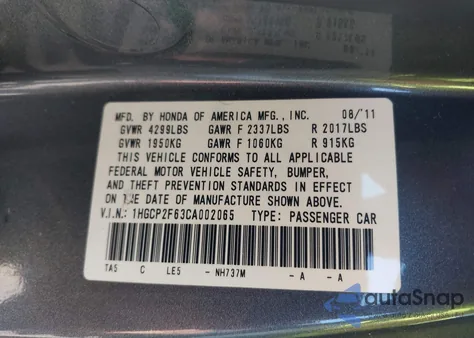 MFD. BY HONDA OF AMERICA MFG., INC. 08/'11
GVWR 4299LBS GAWR F 2337LBS R 2017LBS
GVWR 1950KG GAWR F 1060KG R 915KG
THIS VEHICLE CONFORMS TO ALL APPLICABLE
FEDERAL MOTOR VEHICLE SAFETY, BUMPER,
AND THEFT PREVENTION STANDARDS IN EFFECT
ON THE DATE OF MANUFACTURE SHOWN ABOVE.
V.I.N.: 1HGCP2F63CA002065 TYPE: PASSENGER CAR
TA5 C LE5 - NH737M - A - A
autoSnap